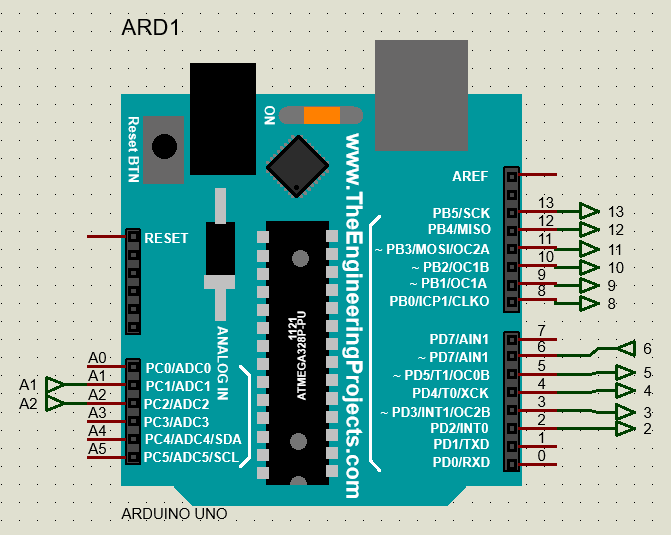 ARD1
Reset BTN
ON
www.TheEngineeringProjects.com
RESET
ANALOG IN
1121
ATMEGA328P-PU
A0 PC0/ADC0
A1 A1 PC1/ADC1
A2 A2 PC2/ADC2
A3 PC3/ADC3
A4 PC4/ADC4/SDA
A5 PC5/ADC5/SCL
AREF
PB5/SCK 13 13
PB4/MISO 12 12
~ PB3/MOSI/OC2A 11 11
~ PB2/OC1B 10 10
~ PB1/OC1A 9 9
PB0/ICP1/CLKO 8 8
PD7/AIN1 7
~ PD7/AIN1 6 6
~ PD5/T1/OC0B 5 5
PD4/T0/XCK 4 4
~ PD3/INT1/OC2B 3 3
PD2/INT0 2 2
PD1/TXD 1
PD0/RXD 0
ARDUINO UNO